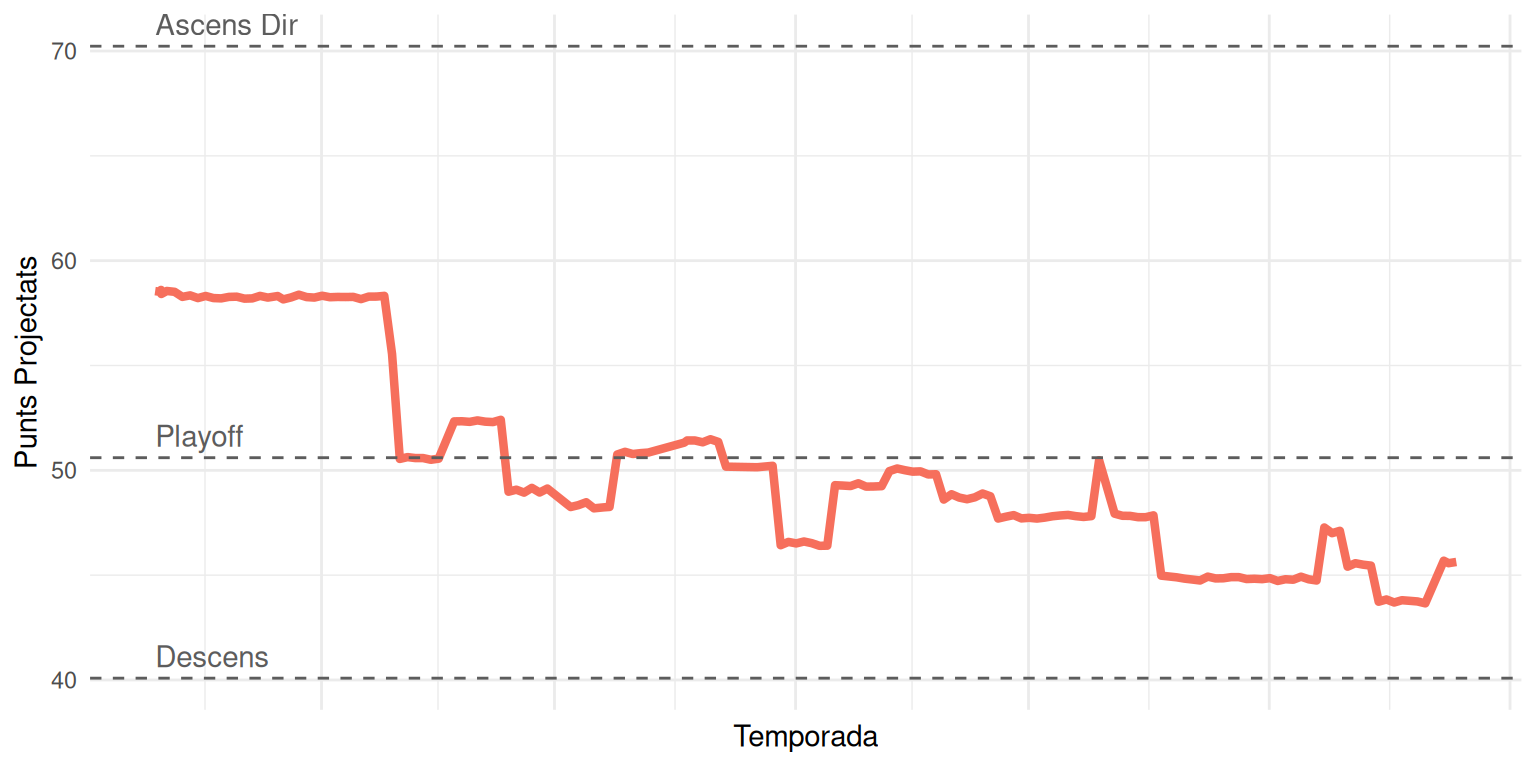 Ascens Dir
70
60
Playoff
50
Descens
40
Punts Projectats
Temporada